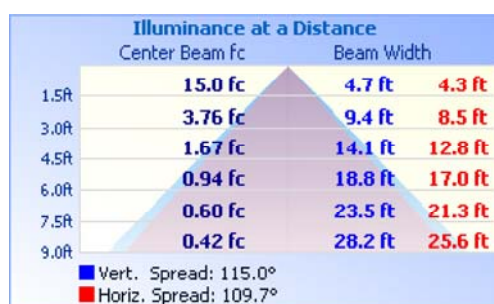 Illuminance at a Distance
Center Beam fc Beam Width
1.5ft 15.0 fc 4.7 ft 4.3 ft
3.0ft 3.76 fc 9.4 ft 8.5 ft
4.5ft 1.67 fc 14.1 ft 12.8 ft
6.0ft 0.94 fc 18.8 ft 17.0 ft
7.5ft 0.60 fc 23.5 ft 21.3 ft
9.0ft 0.42 fc 28.2 ft 25.6 ft
Vert. Spread: 115.0°
Horiz. Spread: 109.7°